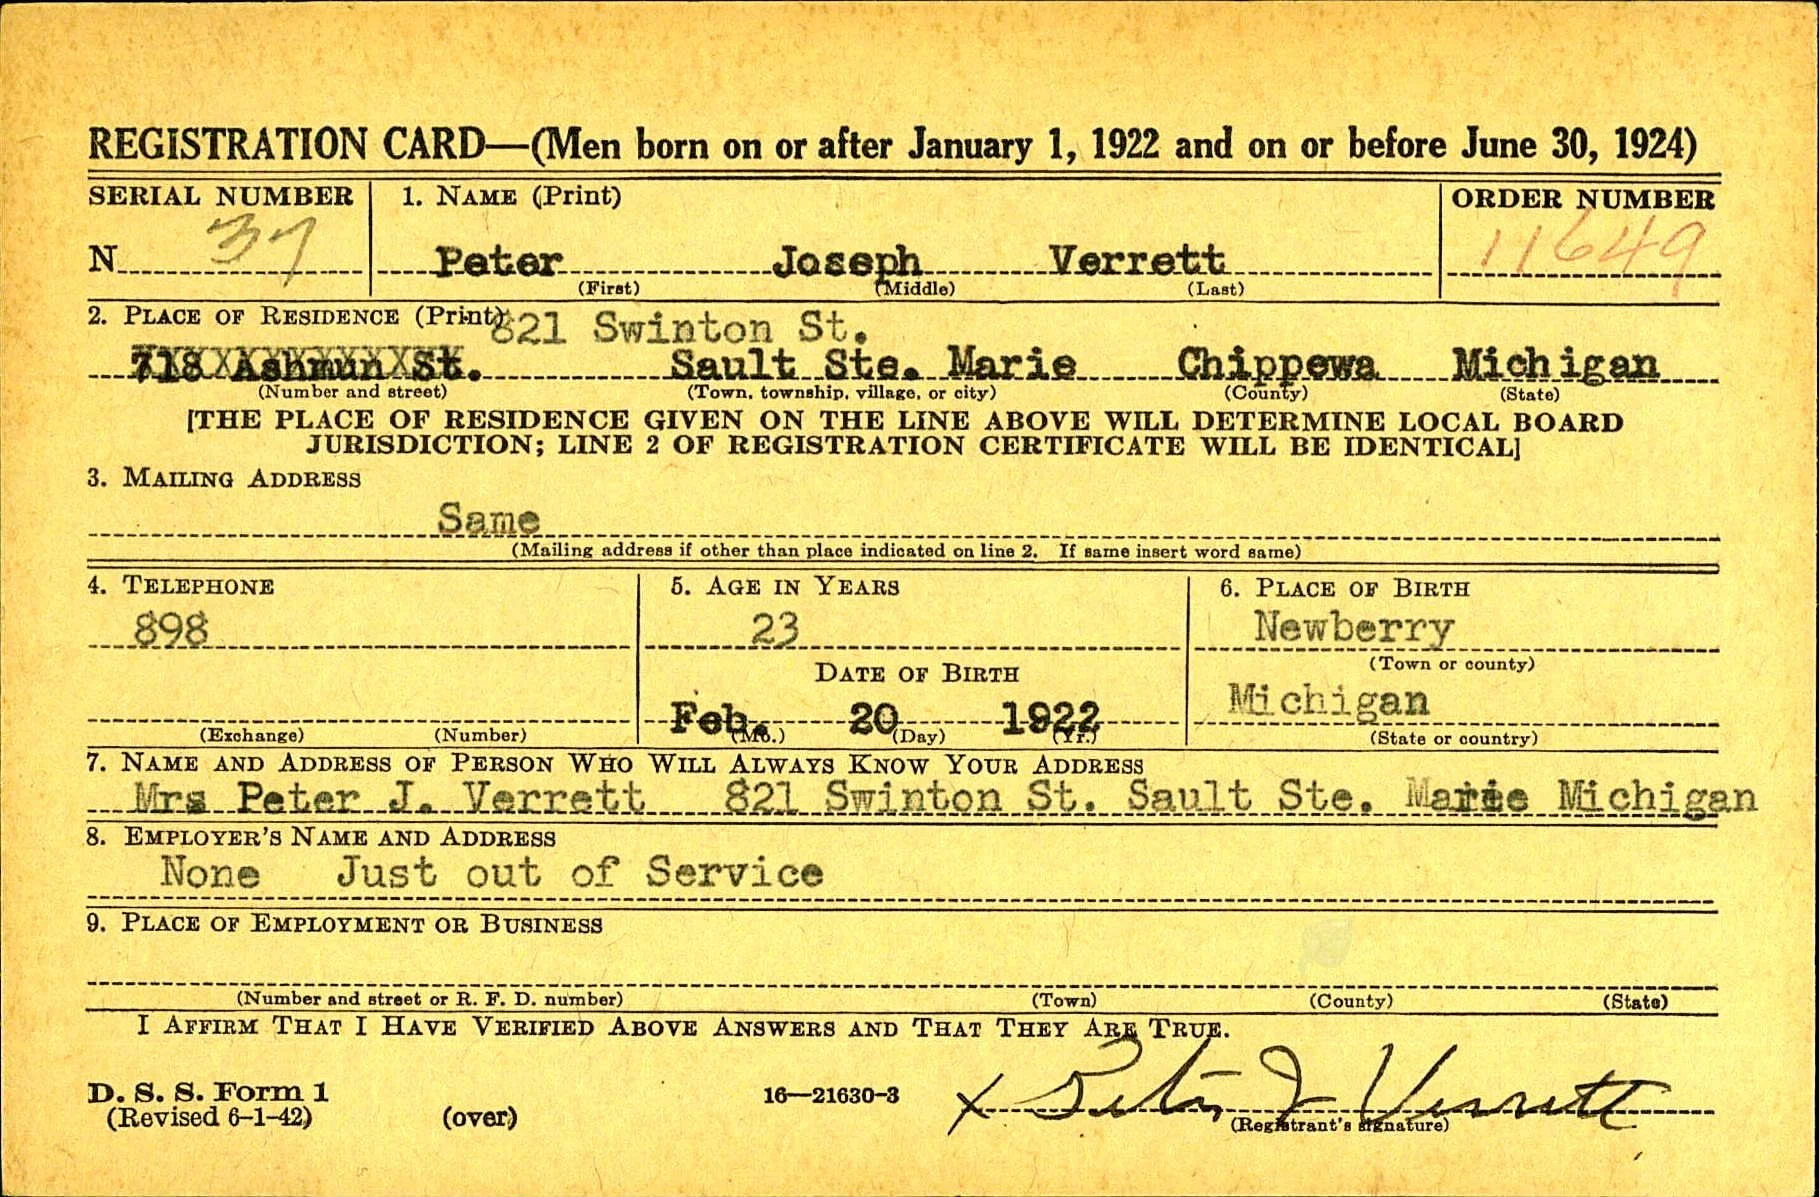 REGISTRATION CARD—(Men born on or after January 1, 1922 and on or before June 30, 1924)
SERIAL NUMBER 1. NAME (Print) ORDER NUMBER
N 37 Peter Joseph Verrett 11649
(First) (Middle) (Last)
2. PLACE OF RESIDENCE (Print) 821 Swinton St.
718 Ashmun St. Sault Ste. Marie Chippewa Michigan
(Number and street) (Town, township, village, or city) (County) (State)
[THE PLACE OF RESIDENCE GIVEN ON THE LINE ABOVE WILL DETERMINE LOCAL BOARD
JURISDICTION; LINE 2 OF REGISTRATION CERTIFICATE WILL BE IDENTICAL]
3. MAILING ADDRESS
Same
(Mailing address if other than place indicated on line 2. If same insert word same)
4. TELEPHONE 5. AGE IN YEARS 6. PLACE OF BIRTH
898 23 Newberry
(Town or county)
DATE OF BIRTH
Feb. 20 1922 Michigan
(Exchange) (Number) (Mo.) (Day) (Yr.) (State or country)
7. NAME AND ADDRESS OF PERSON WHO WILL ALWAYS KNOW YOUR ADDRESS
Mrs Peter J. Verrett 821 Swinton St. Sault Ste. Marie Michigan
8. EMPLOYER'S NAME AND ADDRESS
None Just out of Service
9. PLACE OF EMPLOYMENT OR BUSINESS
(Number and street or R. F. D. number) (Town) (County) (State)
I AFFIRM THAT I HAVE VERIFIED ABOVE ANSWERS AND THAT THEY ARE TRUE.
D. S. S. Form 1 16—21630-3 x Peter J Verrett
(Revised 6-1-42) (over) (Registrant's signature)